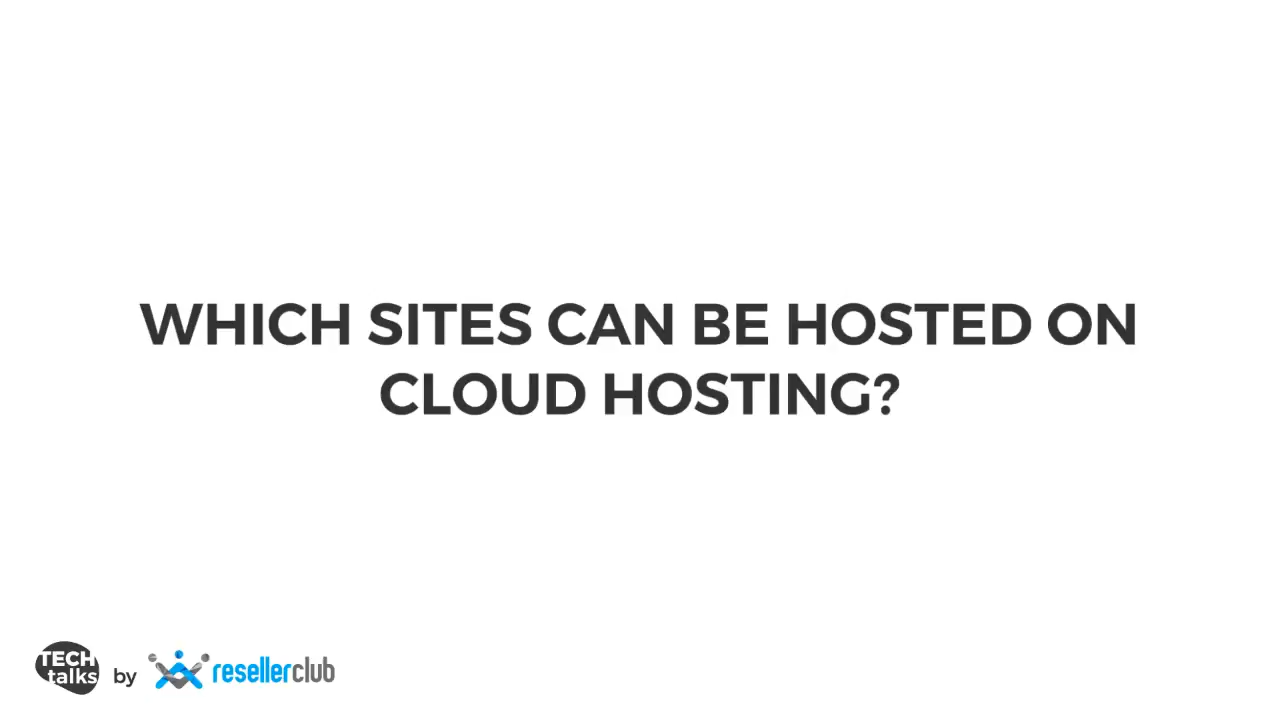 WHICH SITES CAN BE HOSTED ON
CLOUD HOSTING?
TECH
talks
by
resellerclub